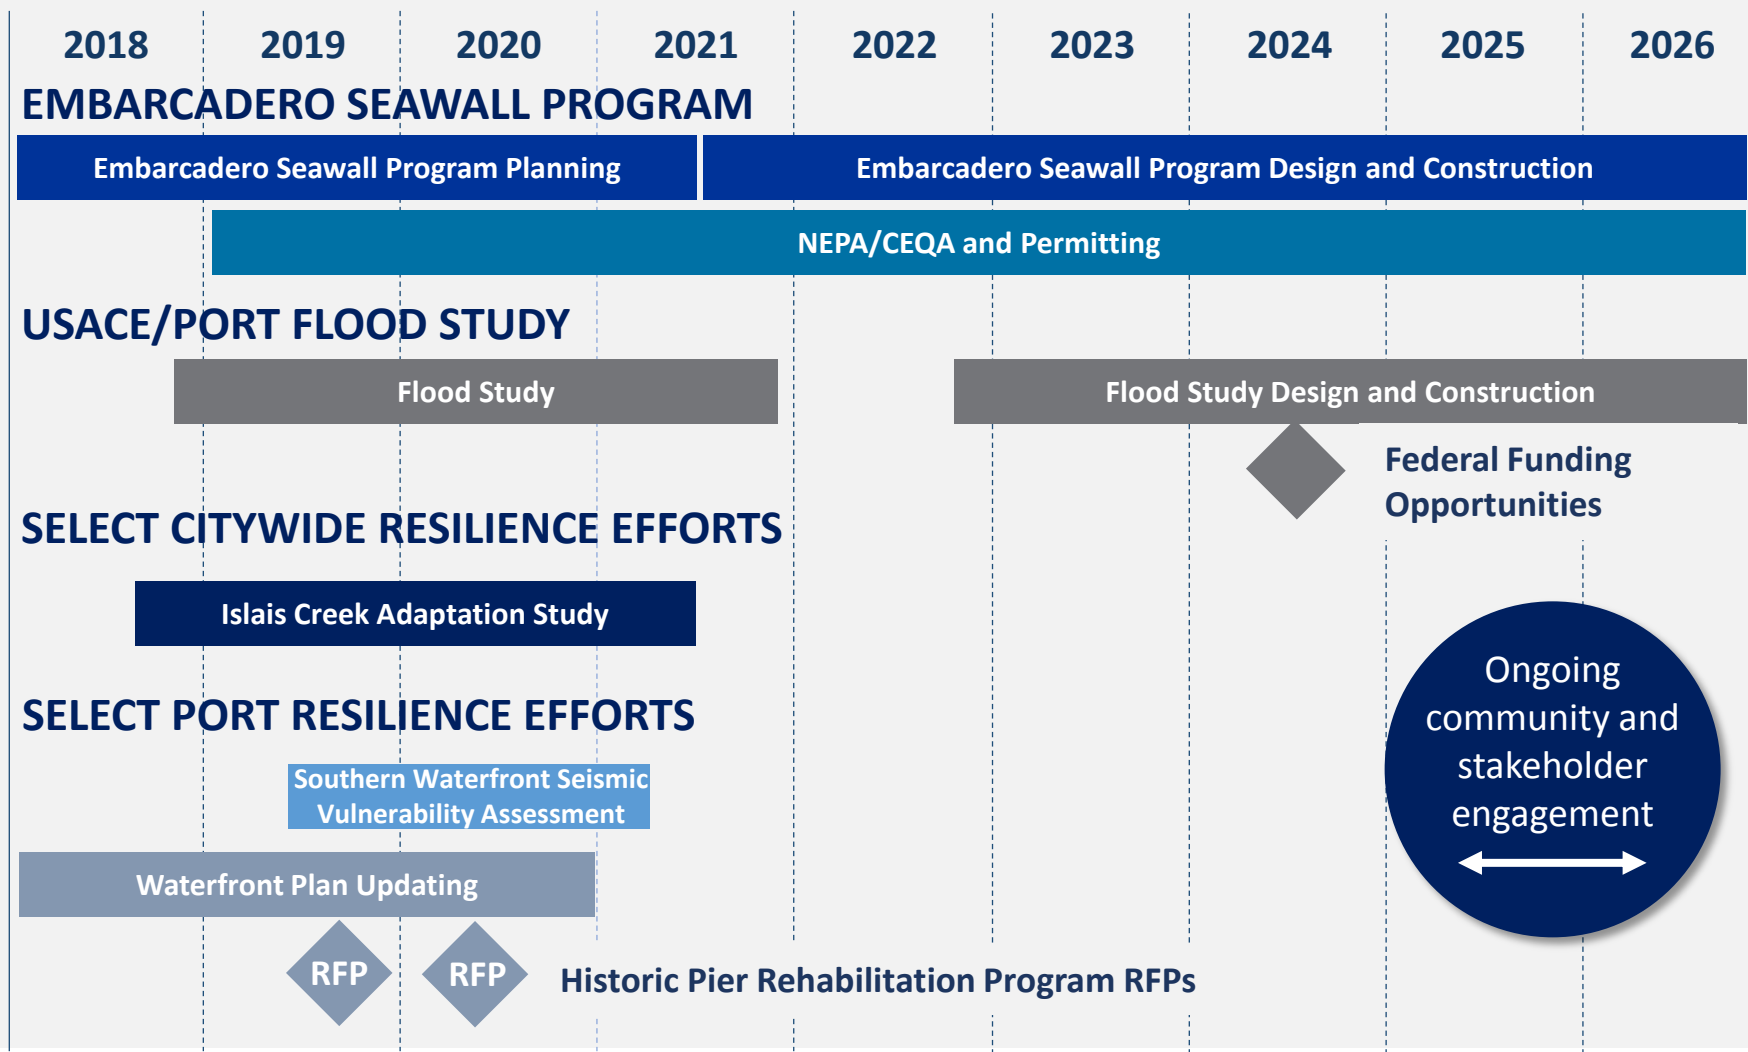 2018 2019 2020 2021 2022 2023 2024 2025 2026
EMBARCADERO SEAWALL PROGRAM
Embarcadero Seawall Program Planning
Embarcadero Seawall Program Design and Construction
NEPA/CEQA and Permitting
USACE/PORT FLOOD STUDY
Flood Study
Flood Study Design and Construction
Federal Funding
Opportunities
SELECT CITYWIDE RESILIENCE EFFORTS
Islais Creek Adaptation Study
SELECT PORT RESILIENCE EFFORTS
Southern Waterfront Seismic
Vulnerability Assessment
Waterfront Plan Updating
RFP
RFP
Historic Pier Rehabilitation Program RFPs
Ongoing
community and
stakeholder
engagement